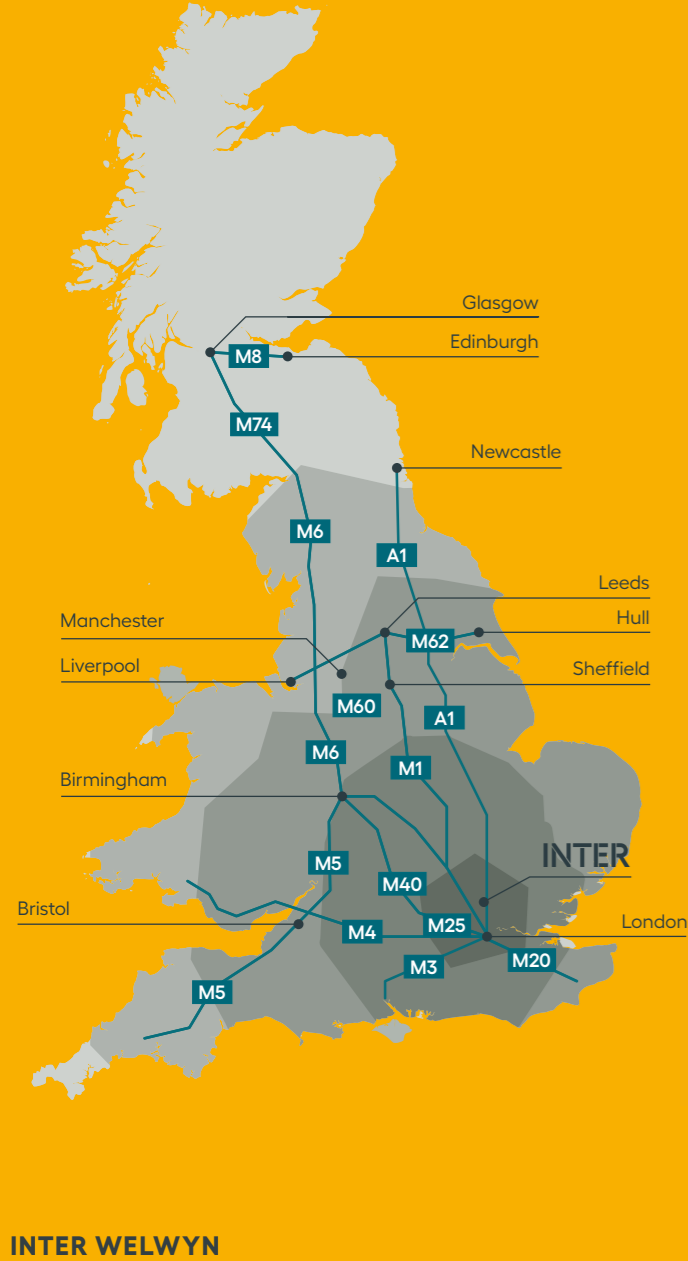 Glasgow
Edinburgh
M8
M74
Newcastle
M6
A1
Leeds
Manchester
Hull
M62
Liverpool
Sheffield
M60
A1
M6
M1
Birmingham
INTER
M5
M40
Bristol
London
M25
M4
M3
M20
M5
INTER WELWYN